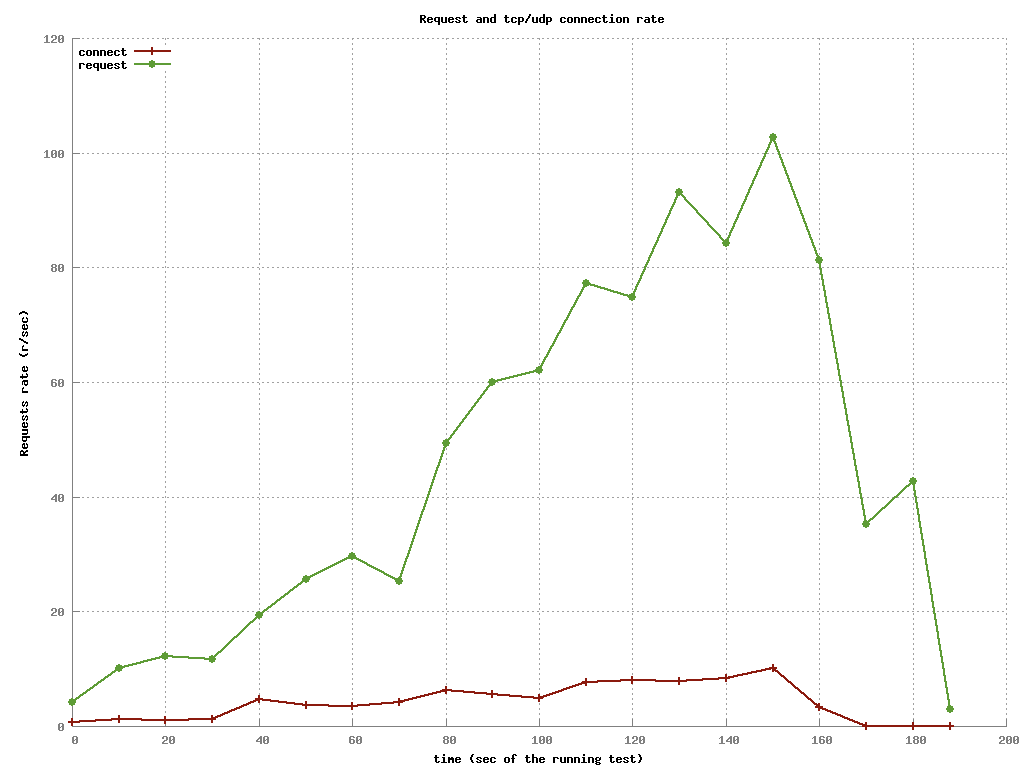 Request and tcp/udp connection rate
120
connect
request
100
80
60
40
20
0
Requests rate (r/sec)
0 20 40 60 80 100 120 140 160 180 200
time (sec of the running test)